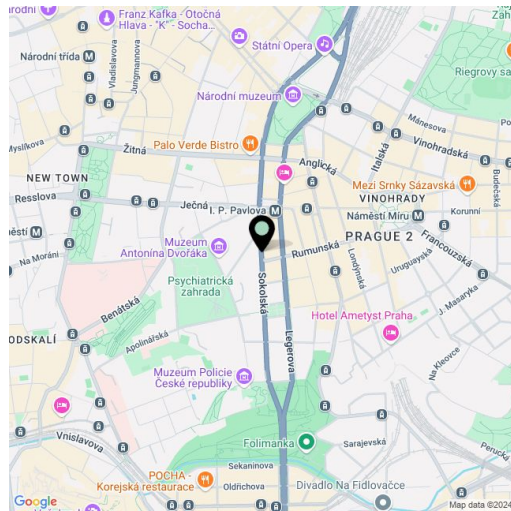 Franz Kafka - Otočná
Hlava - "K" - Socha...
Státní Opera
Národní třída
Vladislavova
Jungmannova
Riegrovy sa
Národní muzeum
Mánesova
Myslíkova
Palo Verde Bistro
Italská
Vinohradská
Žitná
Anglická
Budečská
Mezi Srnky Sázavská
NEW TOWN
VINOHRADY
Resslova
Ječná
I. P. Pavlova
Náměstí Míru
Korunní
Na Moráni
Muzeum
Antonína Dvořáka
PRAGUE 2
Rumunská
Londýnská
Francouzská
Uruguayská
Psychiatrická
zahrada
Sokolská
J. Masaryka
Benátská
Hotel Ametyst Praha
Legerova
Apolinářská
Na Kleovce
Muzeum Policie
České republiky
Vnislavova
Folimanka
Sarajevská
Perucká
Sekaninova
POCHA -
Korejská restaurace
Oldřichova
Divadlo Na Fidlovačce
Google
Map data ©2024